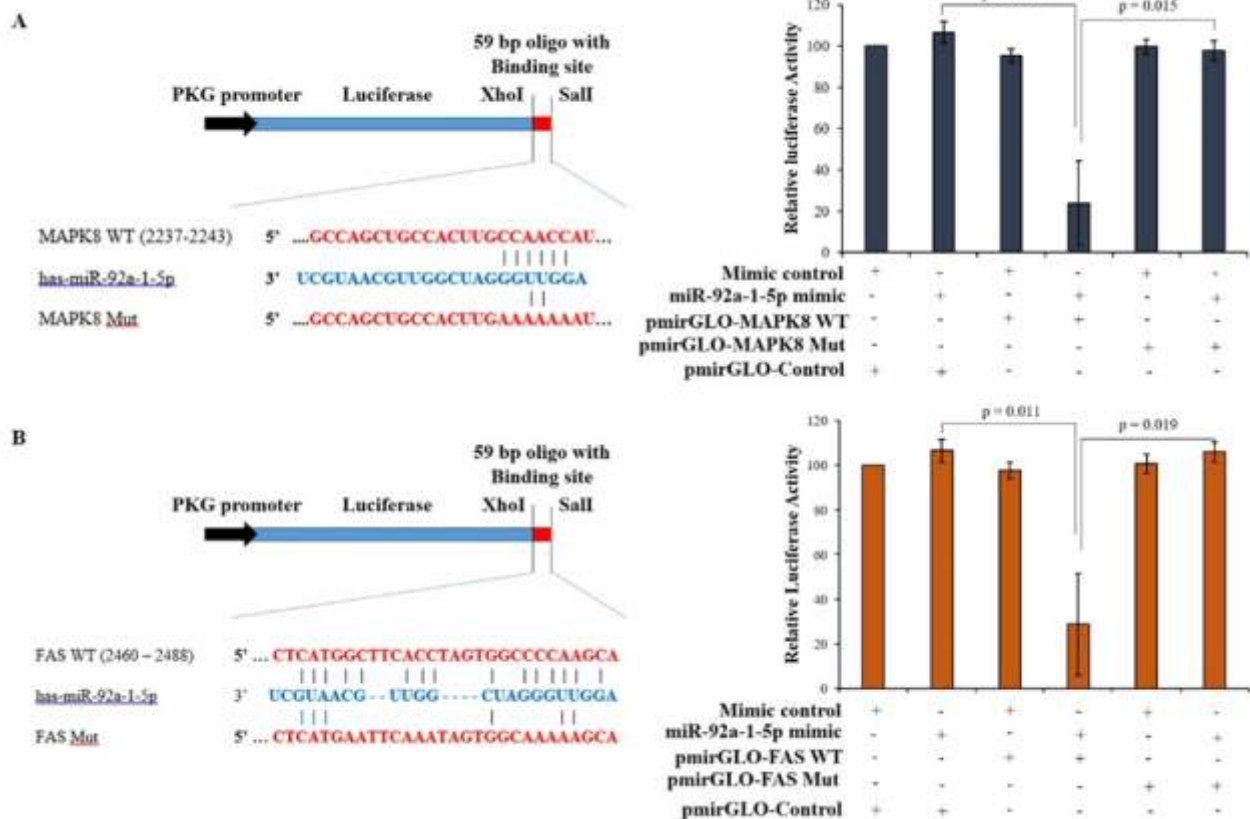 A
59 bp oligo with
Binding site
PKG promoter Luciferase XhoI SalI
MAPK8 WT (2237-2243) 5' ....GCCAGCUGCCACUUGCCAACCAU...
has-miR-92a-1-5p 3' UCGUAACGUUGGCUAGGGUUGGA
MAPK8 Mut 5' ....GCCAGCUGCCACUUGAAAAAAAU...
120
100
80
60
40
20
0
Relative luciferase Activity
p = 0.015
Mimic control + - + - + -
miR-92a-1-5p mimic - + - + - +
pmirGLO-MAPK8 WT - - + + - -
pmirGLO-MAPK8 Mut - - - - + +
pmirGLO-Control + + - - - -
B
59 bp oligo with
Binding site
PKG promoter Luciferase XhoI SalI
FAS WT (2460 – 2488) 5' ... CTCATGGCTTCACCTAGTGGCCCCAAGCA
has-miR-92a-1-5p 3' UCGUAACG--UUGG----CUAGGGUUGGA
FAS Mut 5' ... CTCATGAATTCAAATAGTGGCAAAAAGCA
120
100
80
60
40
20
0
Relative Luciferase Activity
p = 0.011
p = 0.019
Mimic control + - + - + -
miR-92a-1-5p mimic - + - + - +
pmirGLO-FAS WT - - + + - -
pmirGLO-FAS Mut - - - - + +
pmirGLO-Control + + - - - -